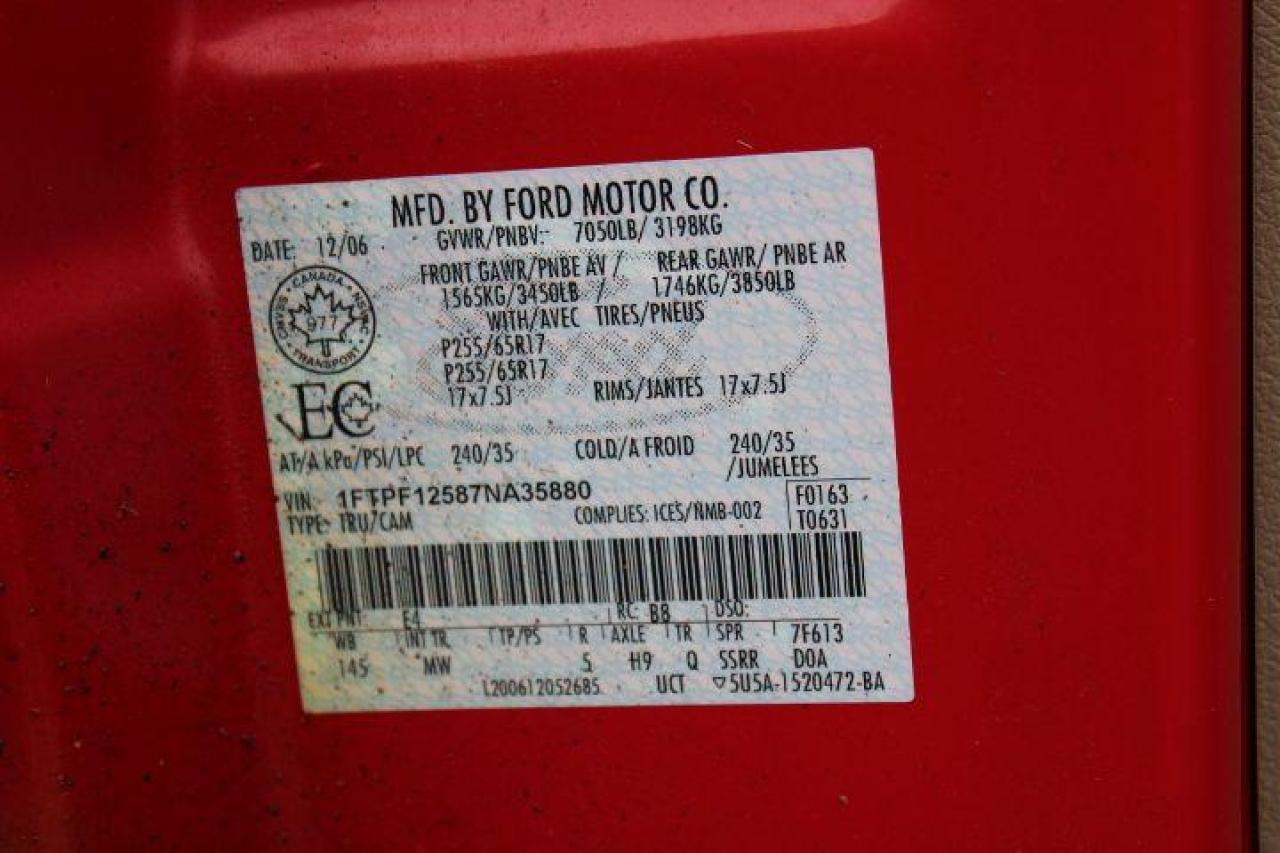 MFD. BY FORD MOTOR CO.
DATE: 12/06 GVWR/PNBV: 7050LB/ 3198KG
FRONT GAWR/PNBE AV / REAR GAWR/ PNBE AR
1565KG/3450LB / 1746KG/3850LB
WITH/AVEC TIRES/PNEUS
CANADA
977
TRANSPORT
P255/65R17
P255/65R17
17x7.5J RIMS/JANTES 17x7.5J
EC
AT/A kPa/PSI/LPC 240/35 COLD/A FROID 240/35
/JUMELEES
VIN: 1FTPF12587NA35880 F0163
TYPE: TRU/CAM COMPLIES: ICES/NMB-002 T0631
EXT PNT: E4 RC: B8 DSO:
WB INT TR TP/PS R AXLE TR SPR 7F613
145 MW 5 H9 Q SSRR D0A
L200612052685 UCT ▽5U5A-1520472-BA